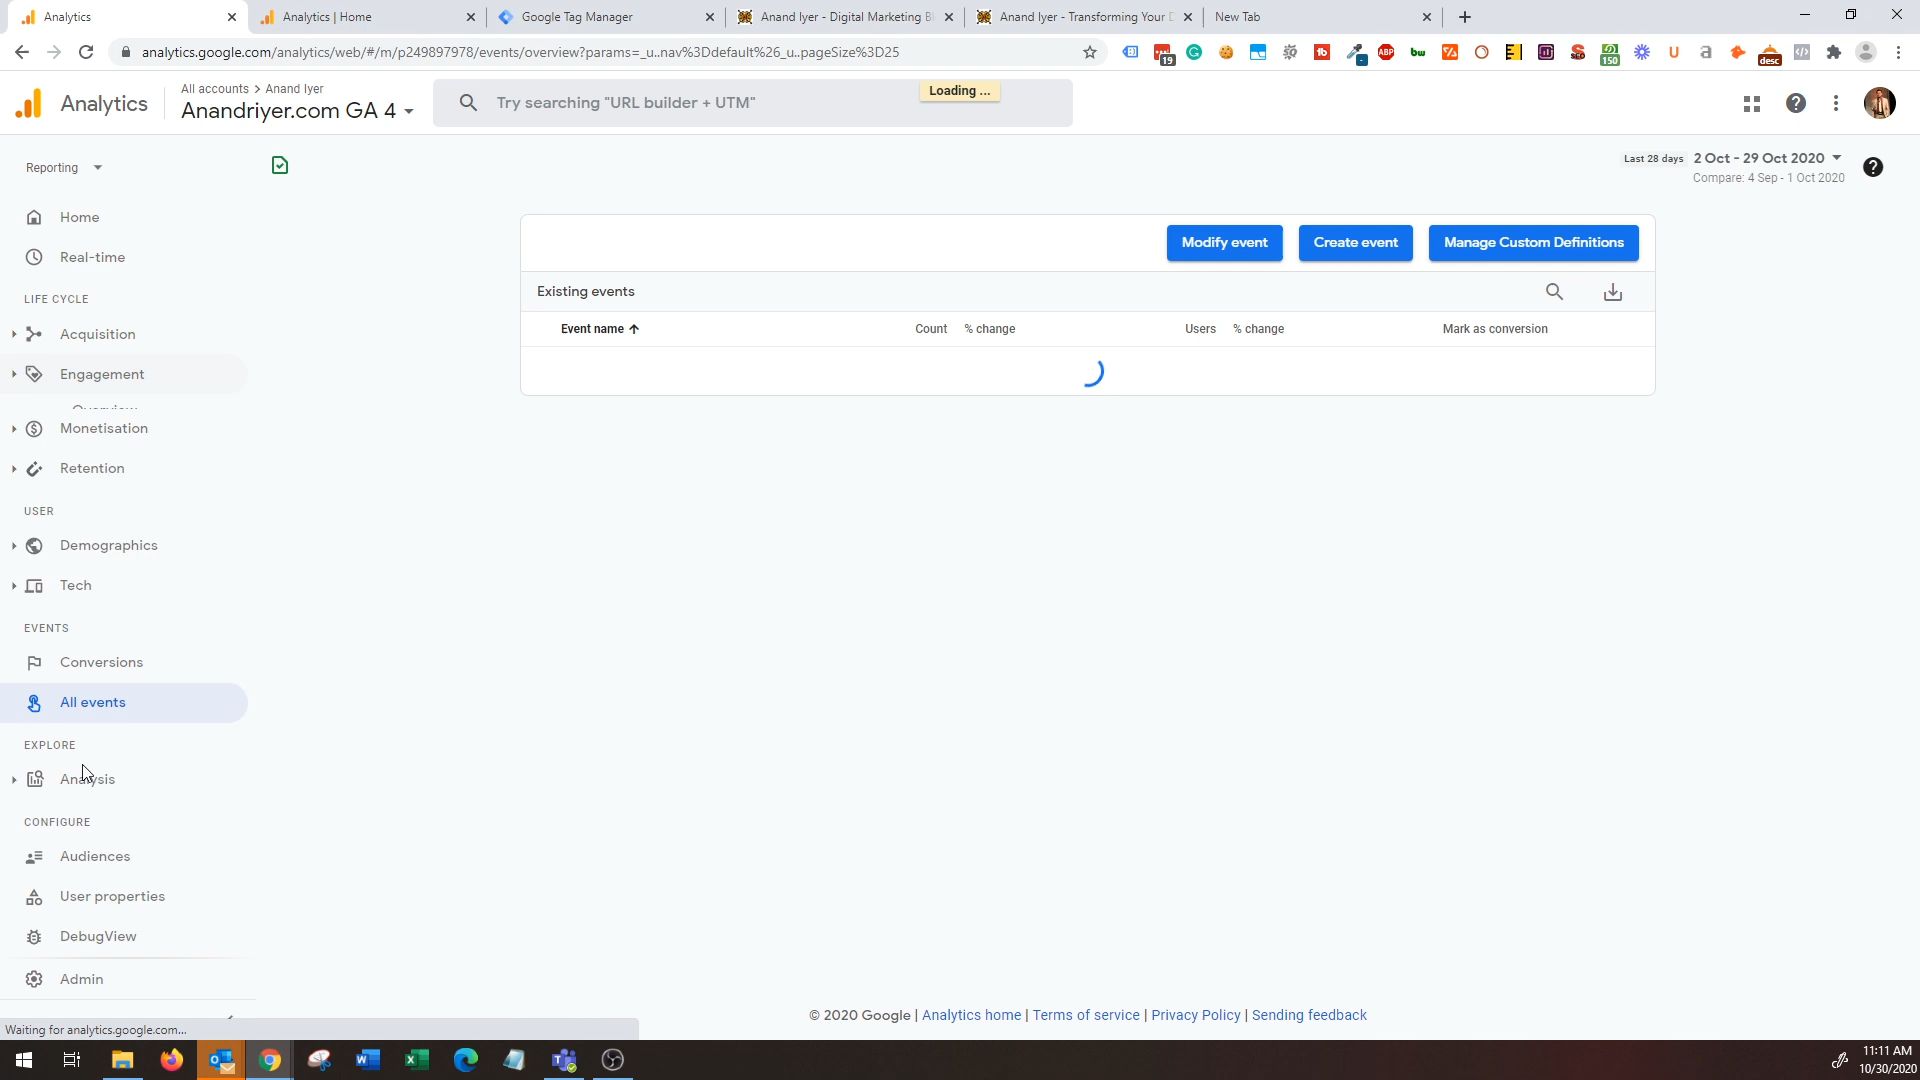 Analytics
Analytics | Home
Google Tag Manager
Anand Iyer - Digital Marketing Bl
Anand Iyer - Transforming Your D
New Tab
analytics.google.com/analytics/web/#/m/p249897978/events/overview?params=_u..nav%3Ddefault%26_u..pageSize%3D25
19
ABP
bw
150
U
a
desc
Analytics
All accounts > Anand Iyer
Anandriyer.com GA 4
Try searching "URL builder + UTM"
Loading ...
Reporting
Last 28 days 2 Oct - 29 Oct 2020
Compare: 4 Sep - 1 Oct 2020
Home
Real-time
LIFE CYCLE
Acquisition
Engagement
Overview
Monetisation
Retention
USER
Demographics
Tech
EVENTS
Conversions
All events
EXPLORE
Analysis
CONFIGURE
Audiences
User properties
DebugView
Admin
Modify event
Create event
Manage Custom Definitions
Existing events
Event name
Count
% change
Users
% change
Mark as conversion
© 2020 Google | Analytics home | Terms of service | Privacy Policy | Sending feedback
Waiting for analytics.google.com...
11:11 AM
10/30/2020